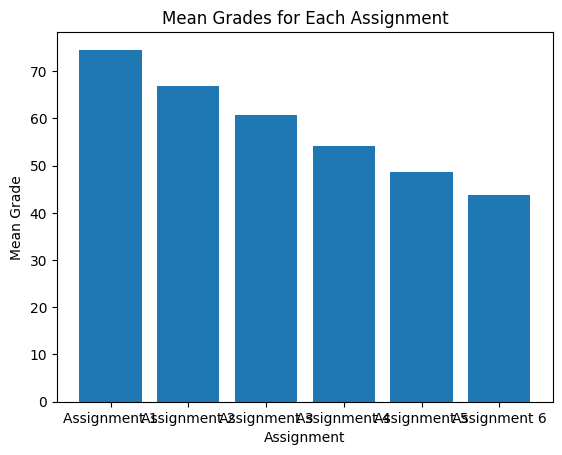 Mean Grades for Each Assignment
Mean Grade
70
60
50
40
30
20
10
0
Assignment 1 Assignment 2 Assignment 3 Assignment 4 Assignment 5 Assignment 6
Assignment